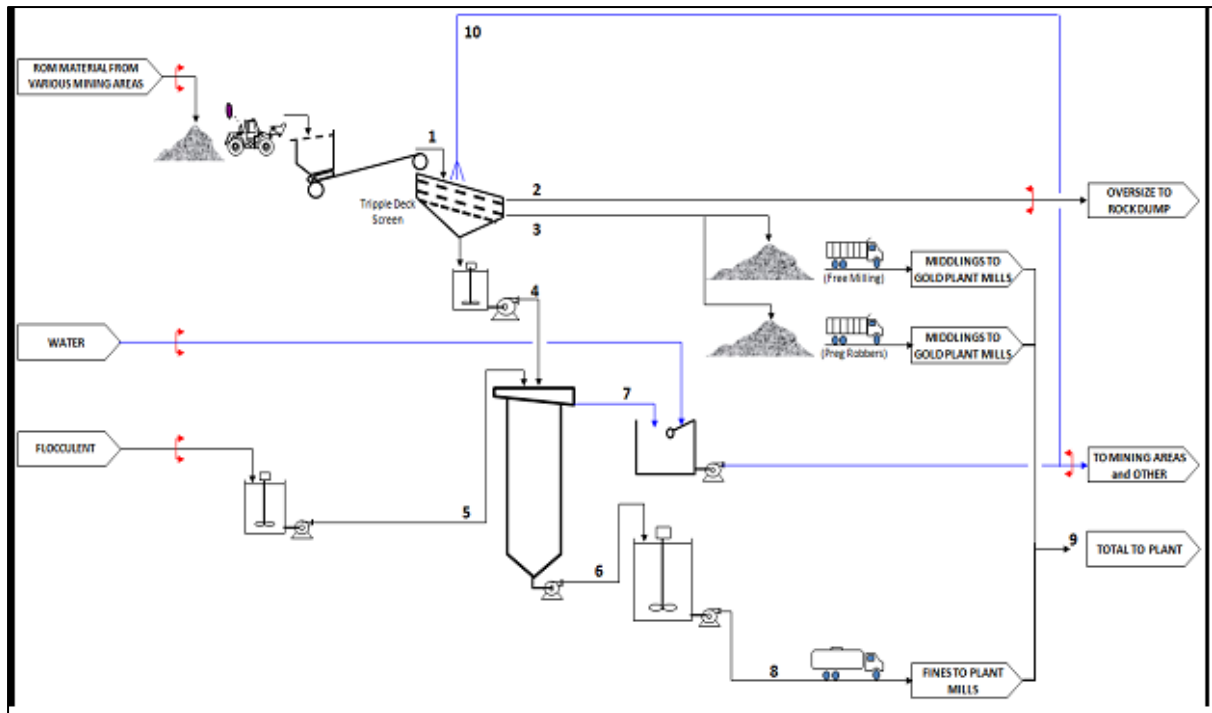 10
ROM MATERIAL FROM
VARIOUS MINING AREAS
1
Tripple Deck
Screen
2
OVERSIZE TO
ROCK DUMP
3
(Free Milling)
MIDDLINGS TO
GOLD PLANT MILLS
4
WATER
(Preg Robbers)
MIDDLINGS TO
GOLD PLANT MILLS
7
FLOCCULENT
TO MINING AREAS
and OTHER
5
6
9
TOTAL TO PLANT
8
FINES TO PLANT
MILLS